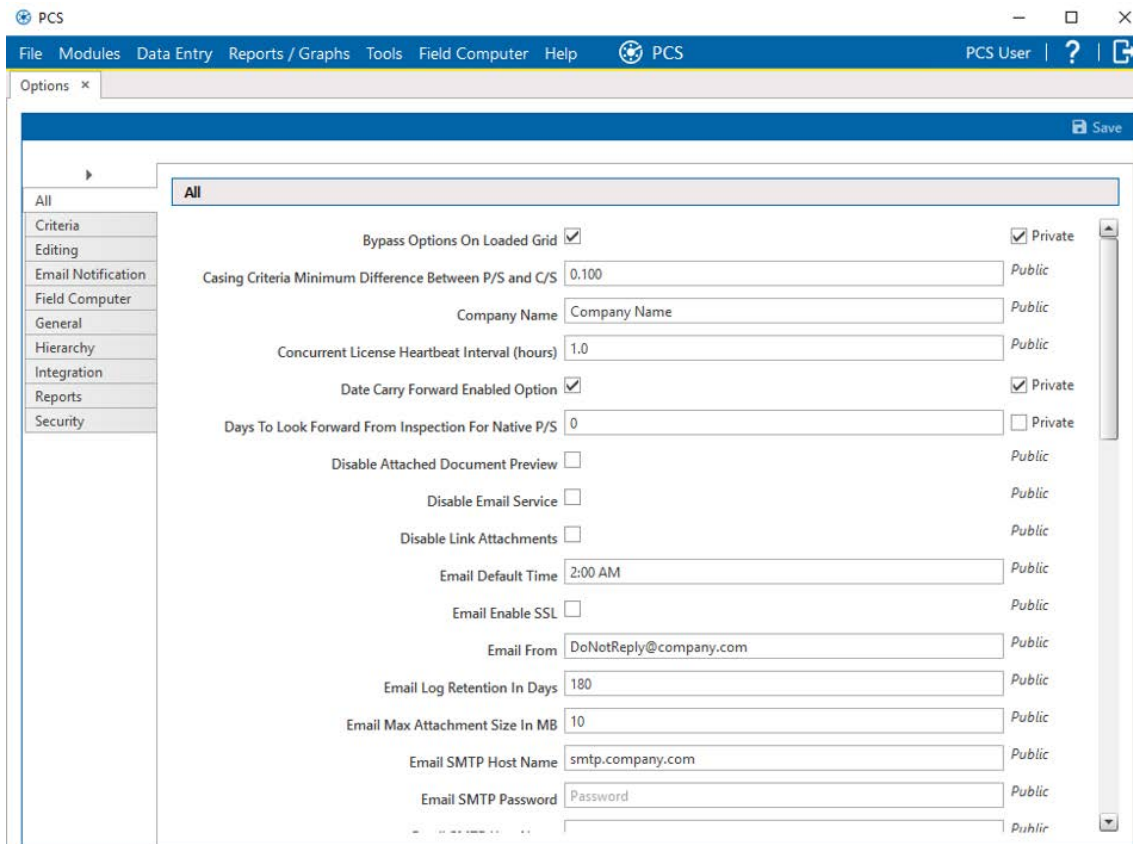 PCS
File Modules Data Entry Reports / Graphs Tools Field Computer Help PCS PCS User | ? |
Options ×
Save
All
Criteria
Editing
Email Notification
Field Computer
General
Hierarchy
Integration
Reports
Security
All
Bypass Options On Loaded Grid Private
Casing Criteria Minimum Difference Between P/S and C/S 0.100 Public
Company Name Company Name Public
Concurrent License Heartbeat Interval (hours) 1.0 Public
Date Carry Forward Enabled Option Private
Days To Look Forward From Inspection For Native P/S 0 Private
Disable Attached Document Preview Public
Disable Email Service Public
Disable Link Attachments Public
Email Default Time 2:00 AM Public
Email Enable SSL Public
Email From DoNotReply@company.com Public
Email Log Retention In Days 180 Public
Email Max Attachment Size In MB 10 Public
Email SMTP Host Name smtp.company.com Public
Email SMTP Password Password Public
Public